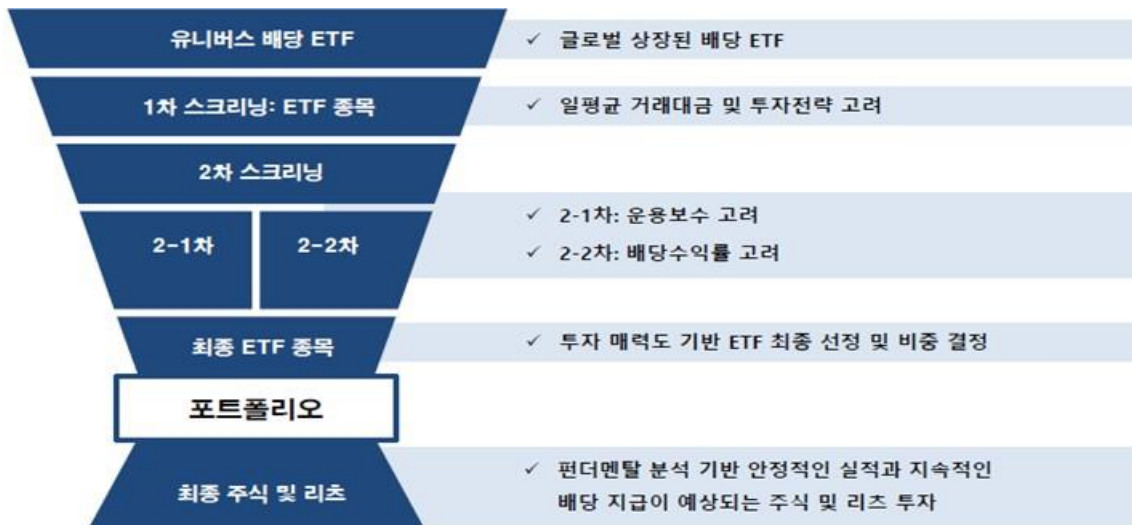 유니버스 배당 ETF
✓ 글로벌 상장된 배당 ETF
1차 스크리닝: ETF 종목
✓ 일평균 거래대금 및 투자전략 고려
2차 스크리닝
2-1차
2-2차
✓ 2-1차: 운용보수 고려
✓ 2-2차: 배당수익률 고려
최종 ETF 종목
✓ 투자 매력도 기반 ETF 최종 선정 및 비중 결정
포트폴리오
최종 주식 및 리츠
✓ 펀더멘탈 분석 기반 안정적인 실적과 지속적인
배당 지급이 예상되는 주식 및 리츠 투자